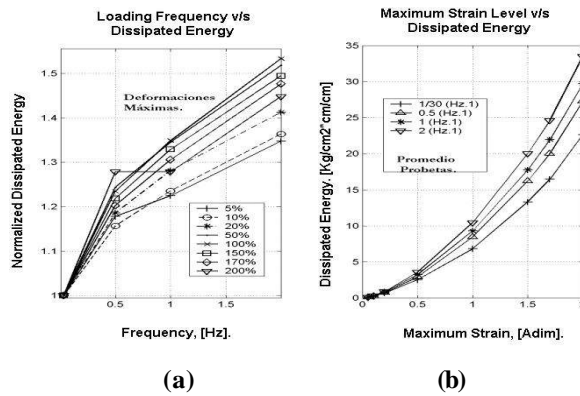 Loading Frequency v/s
Dissipated Energy
Normalized Dissipated Energy
1.5
1.4
1.3
1.2
1.1
1
Deformaciones
Máximas.
5%
10%
20%
50%
100%
150%
170%
200%
0.5
1
1.5
Frequency, [Hz].
(a)
Maximum Strain Level v/s
Dissipated Energy
Dissipated Energy. [Kg/cm2*cm/cm]
35
30
25
20
15
10
5
0
1/30 (Hz.1)
0.5 (Hz.1)
1 (Hz.1)
2 (Hz.1)
Promedio
Probetas.
0.5
1
1.5
Maximum Strain, [Adim].
(b)